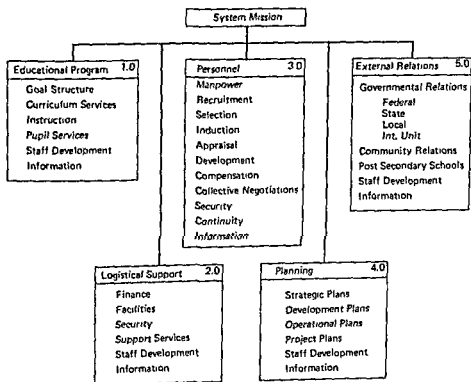 System Mission
Educational Program 1.0
Goal Structure
Curriculum Services
Instruction
Pupil Services
Staff Development
Information
Personnel 3.0
Manpower
Recruitment
Selection
Induction
Appraisal
Development
Compensation
Collective Negotiations
Security
Continuity
Information
External Relations 5.0
Governmental Relations
Federal
State
Local
Int. Unit
Community Relations
Post Secondary Schools
Staff Development
Information
Logistical Support 2.0
Finance
Facilities
Security
Support Services
Staff Development
Information
Planning 4.0
Strategic Plans
Development Plans
Operational Plans
Project Plans
Staff Development
Information